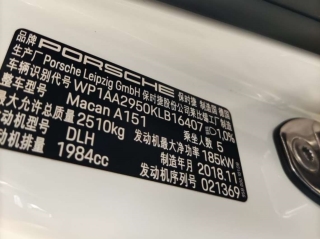 品牌 PORSCHE 保时捷 制造国 德国
生产厂 Porsche Leipzig GmbH 保时捷股份公司莱比锡工厂
车辆识别代号 WP1AA2950KLB16407
整车型号 Macan A151 乘坐人数 5
最大允许总质量 2510kg 发动机最大净功率 185kW
发动机型号 DLH 制造年月 2018.11
发动机排量 1984cc 发动机序列号 021369